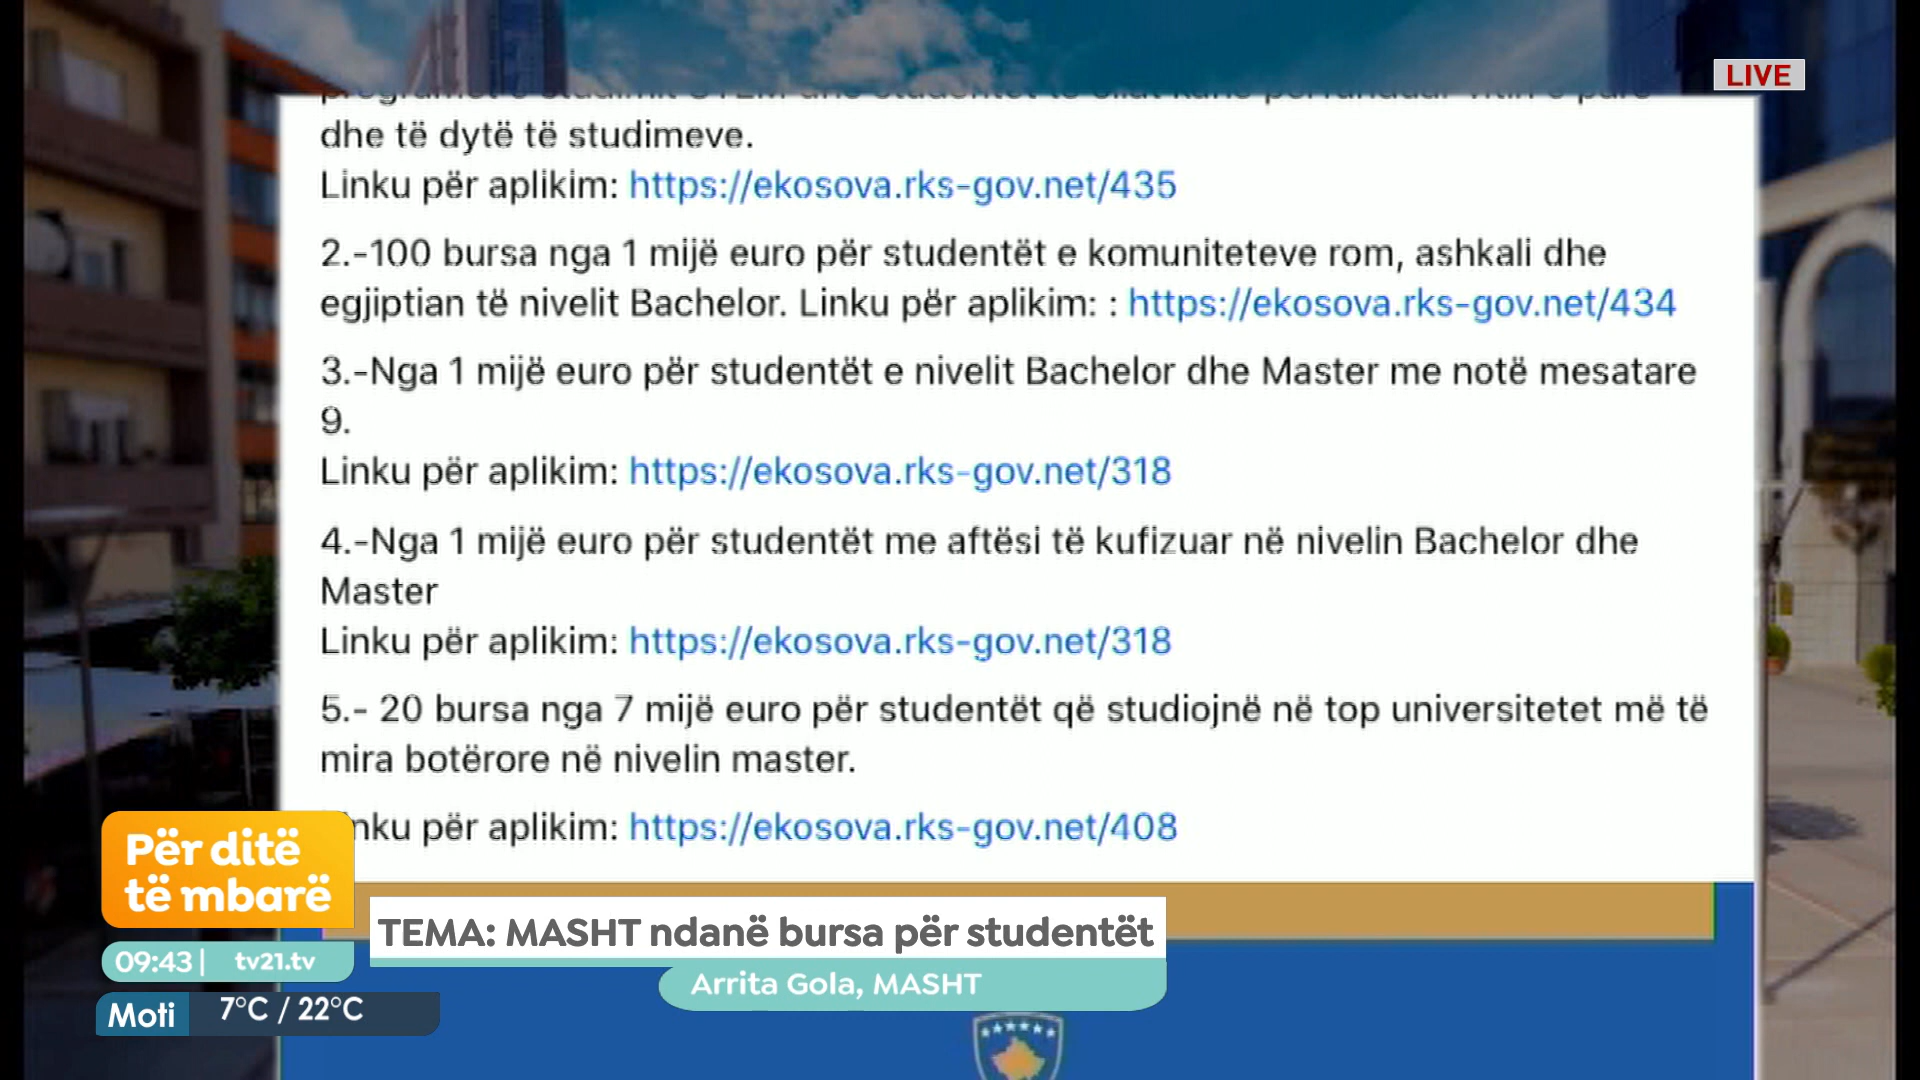 LIVE
dhe të dytë të studimeve.
Linku për aplikim: https://ekosova.rks-gov.net/435
2.-100 bursa nga 1 mijë euro për studentët e komuniteteve rom, ashkali dhe
egjiptian të nivelit Bachelor. Linku për aplikim: : https://ekosova.rks-gov.net/434
3.-Nga 1 mijë euro për studentët e nivelit Bachelor dhe Master me notë mesatare
9.
Linku për aplikim: https://ekosova.rks-gov.net/318
4.-Nga 1 mijë euro për studentët me aftësi të kufizuar në nivelin Bachelor dhe
Master
Linku për aplikim: https://ekosova.rks-gov.net/318
5.- 20 bursa nga 7 mijë euro për studentët që studiojnë në top universitetet më të
mira botërore në nivelin master.
nku për aplikim: https://ekosova.rks-gov.net/408
Për ditë
të mbarë
TEMA: MASHT ndanë bursa për studentët
09:43 | tv21.tv
Arrita Gola, MASHT
Moti 7°C / 22°C